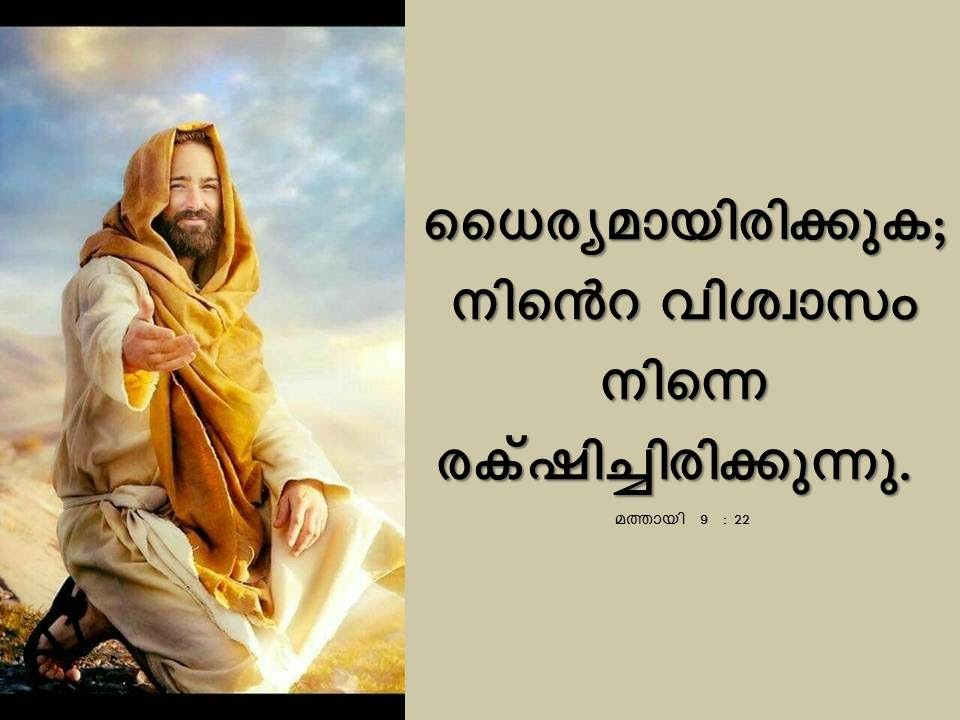 ധൈര്യമായിരിക്കുക;
നിൻെറ വിശ്വാസം
നിന്നെ
രക്‌ഷിച്ചിരിക്കുന്നു.
മത്തായി 9 : 22